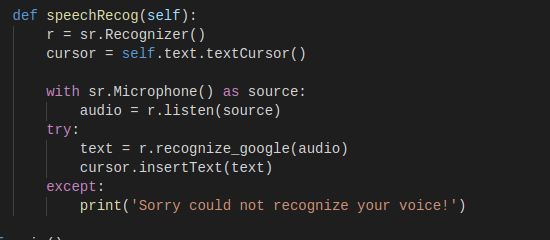 def speechRecog(self):
    r = sr.Recognizer()
    cursor = self.text.textCursor()

    with sr.Microphone() as source:
        audio = r.listen(source)
    try:
        text = r.recognize_google(audio)
        cursor.insertText(text)
    except:
        print('Sorry could not recognize your voice!')